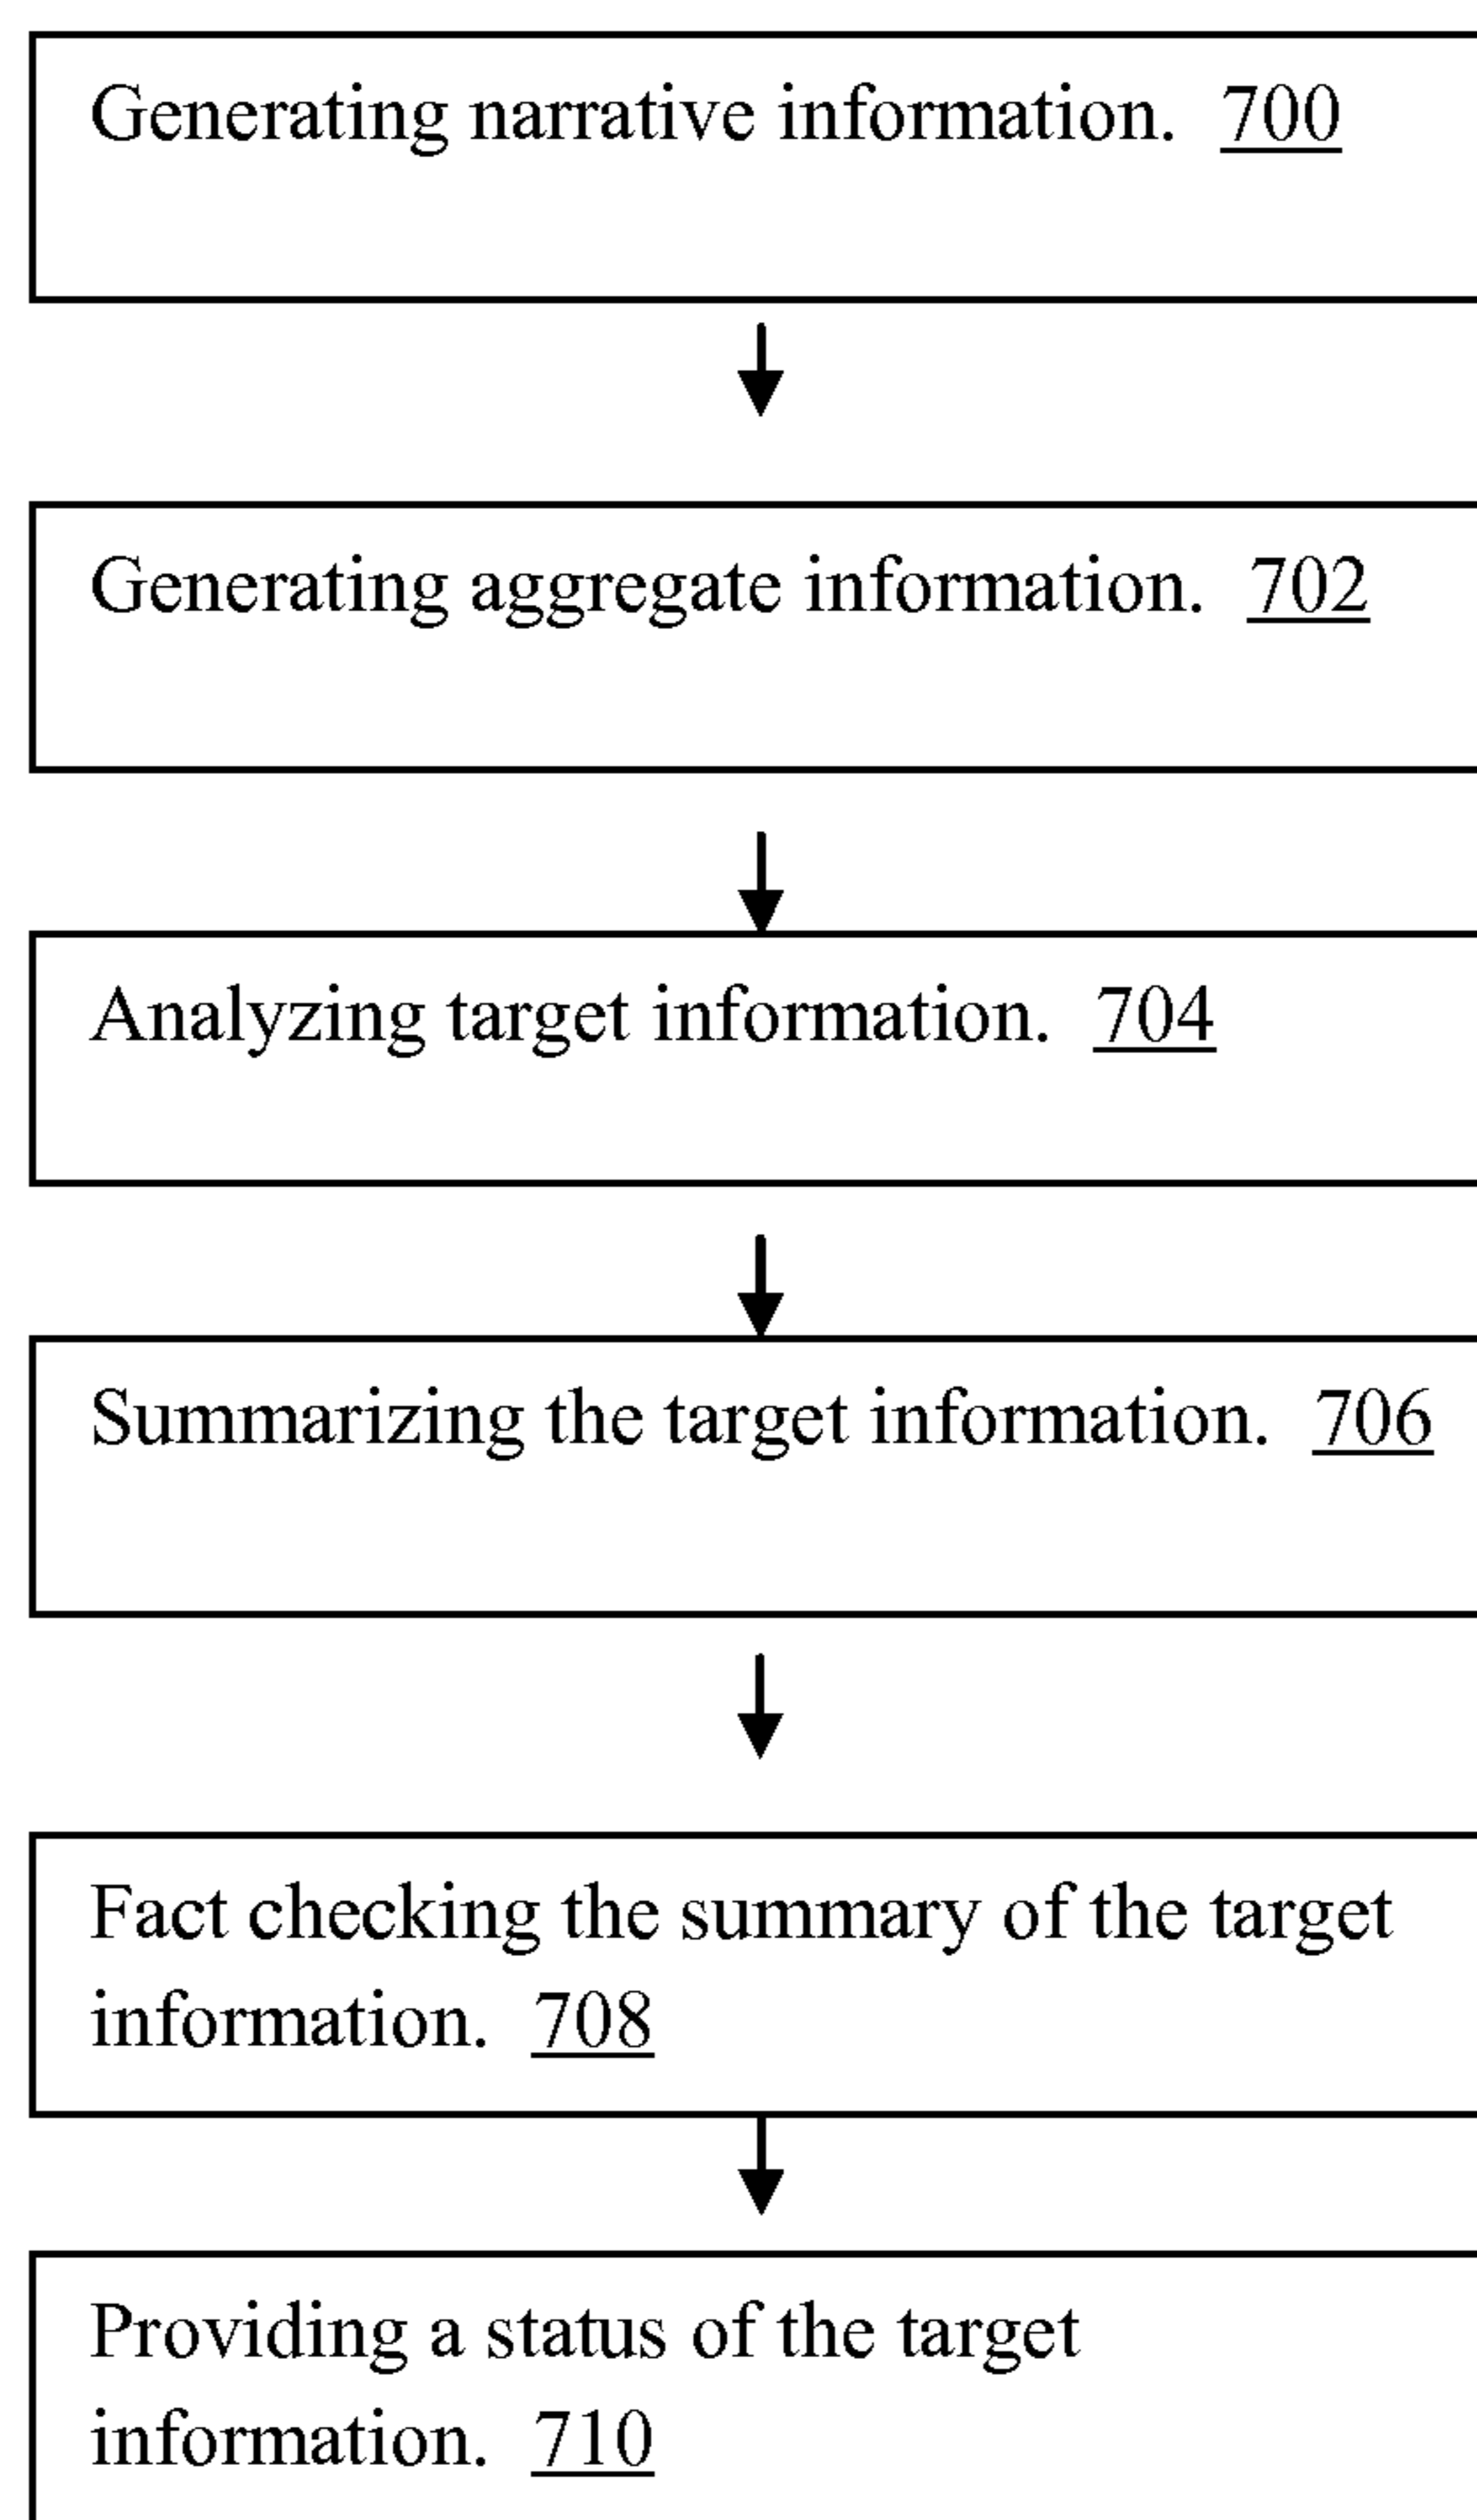 Generating narrative information. 700
Generating aggregate information. 702
Analyzing target information. 704
Summarizing the target information. 706
Fact checking the summary of the target
information. 708
Providing a status of the target
information. 710